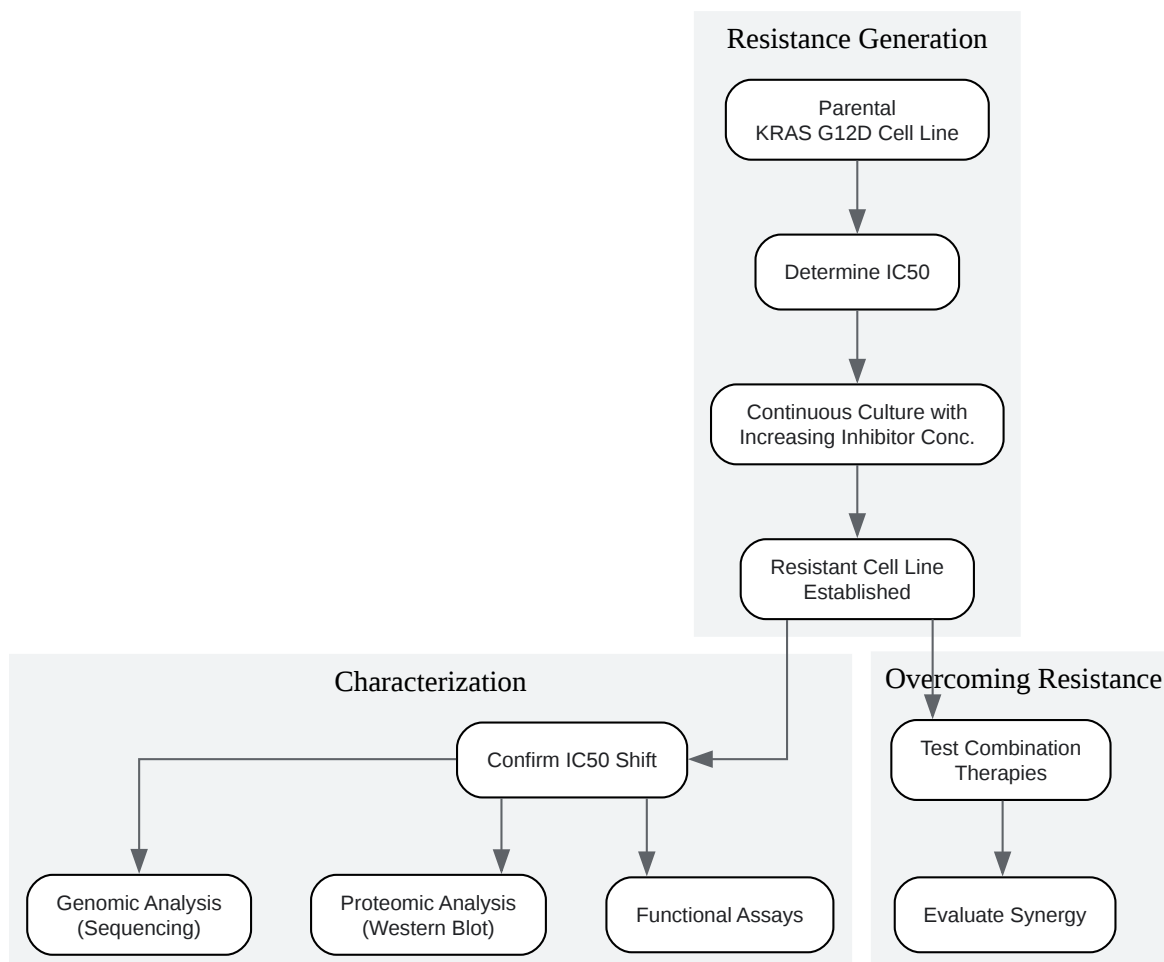 Resistance Generation
Parental
KRAS G12D Cell Line
Determine IC50
Continuous Culture with
Increasing Inhibitor Conc.
Resistant Cell Line
Established
Characterization
Confirm IC50 Shift
Genomic Analysis
(Sequencing)
Proteomic Analysis
(Western Blot)
Functional Assays
Overcoming Resistance
Test Combination
Therapies
Evaluate Synergy